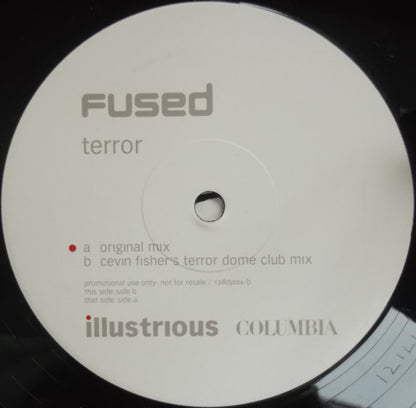 fused
terror
a original mix
b cevin fisher's terror dome club mix
promotional use only- not for resale / 12illdj004-b
this side: side b
that side: side a
illustrious COLUMBIA